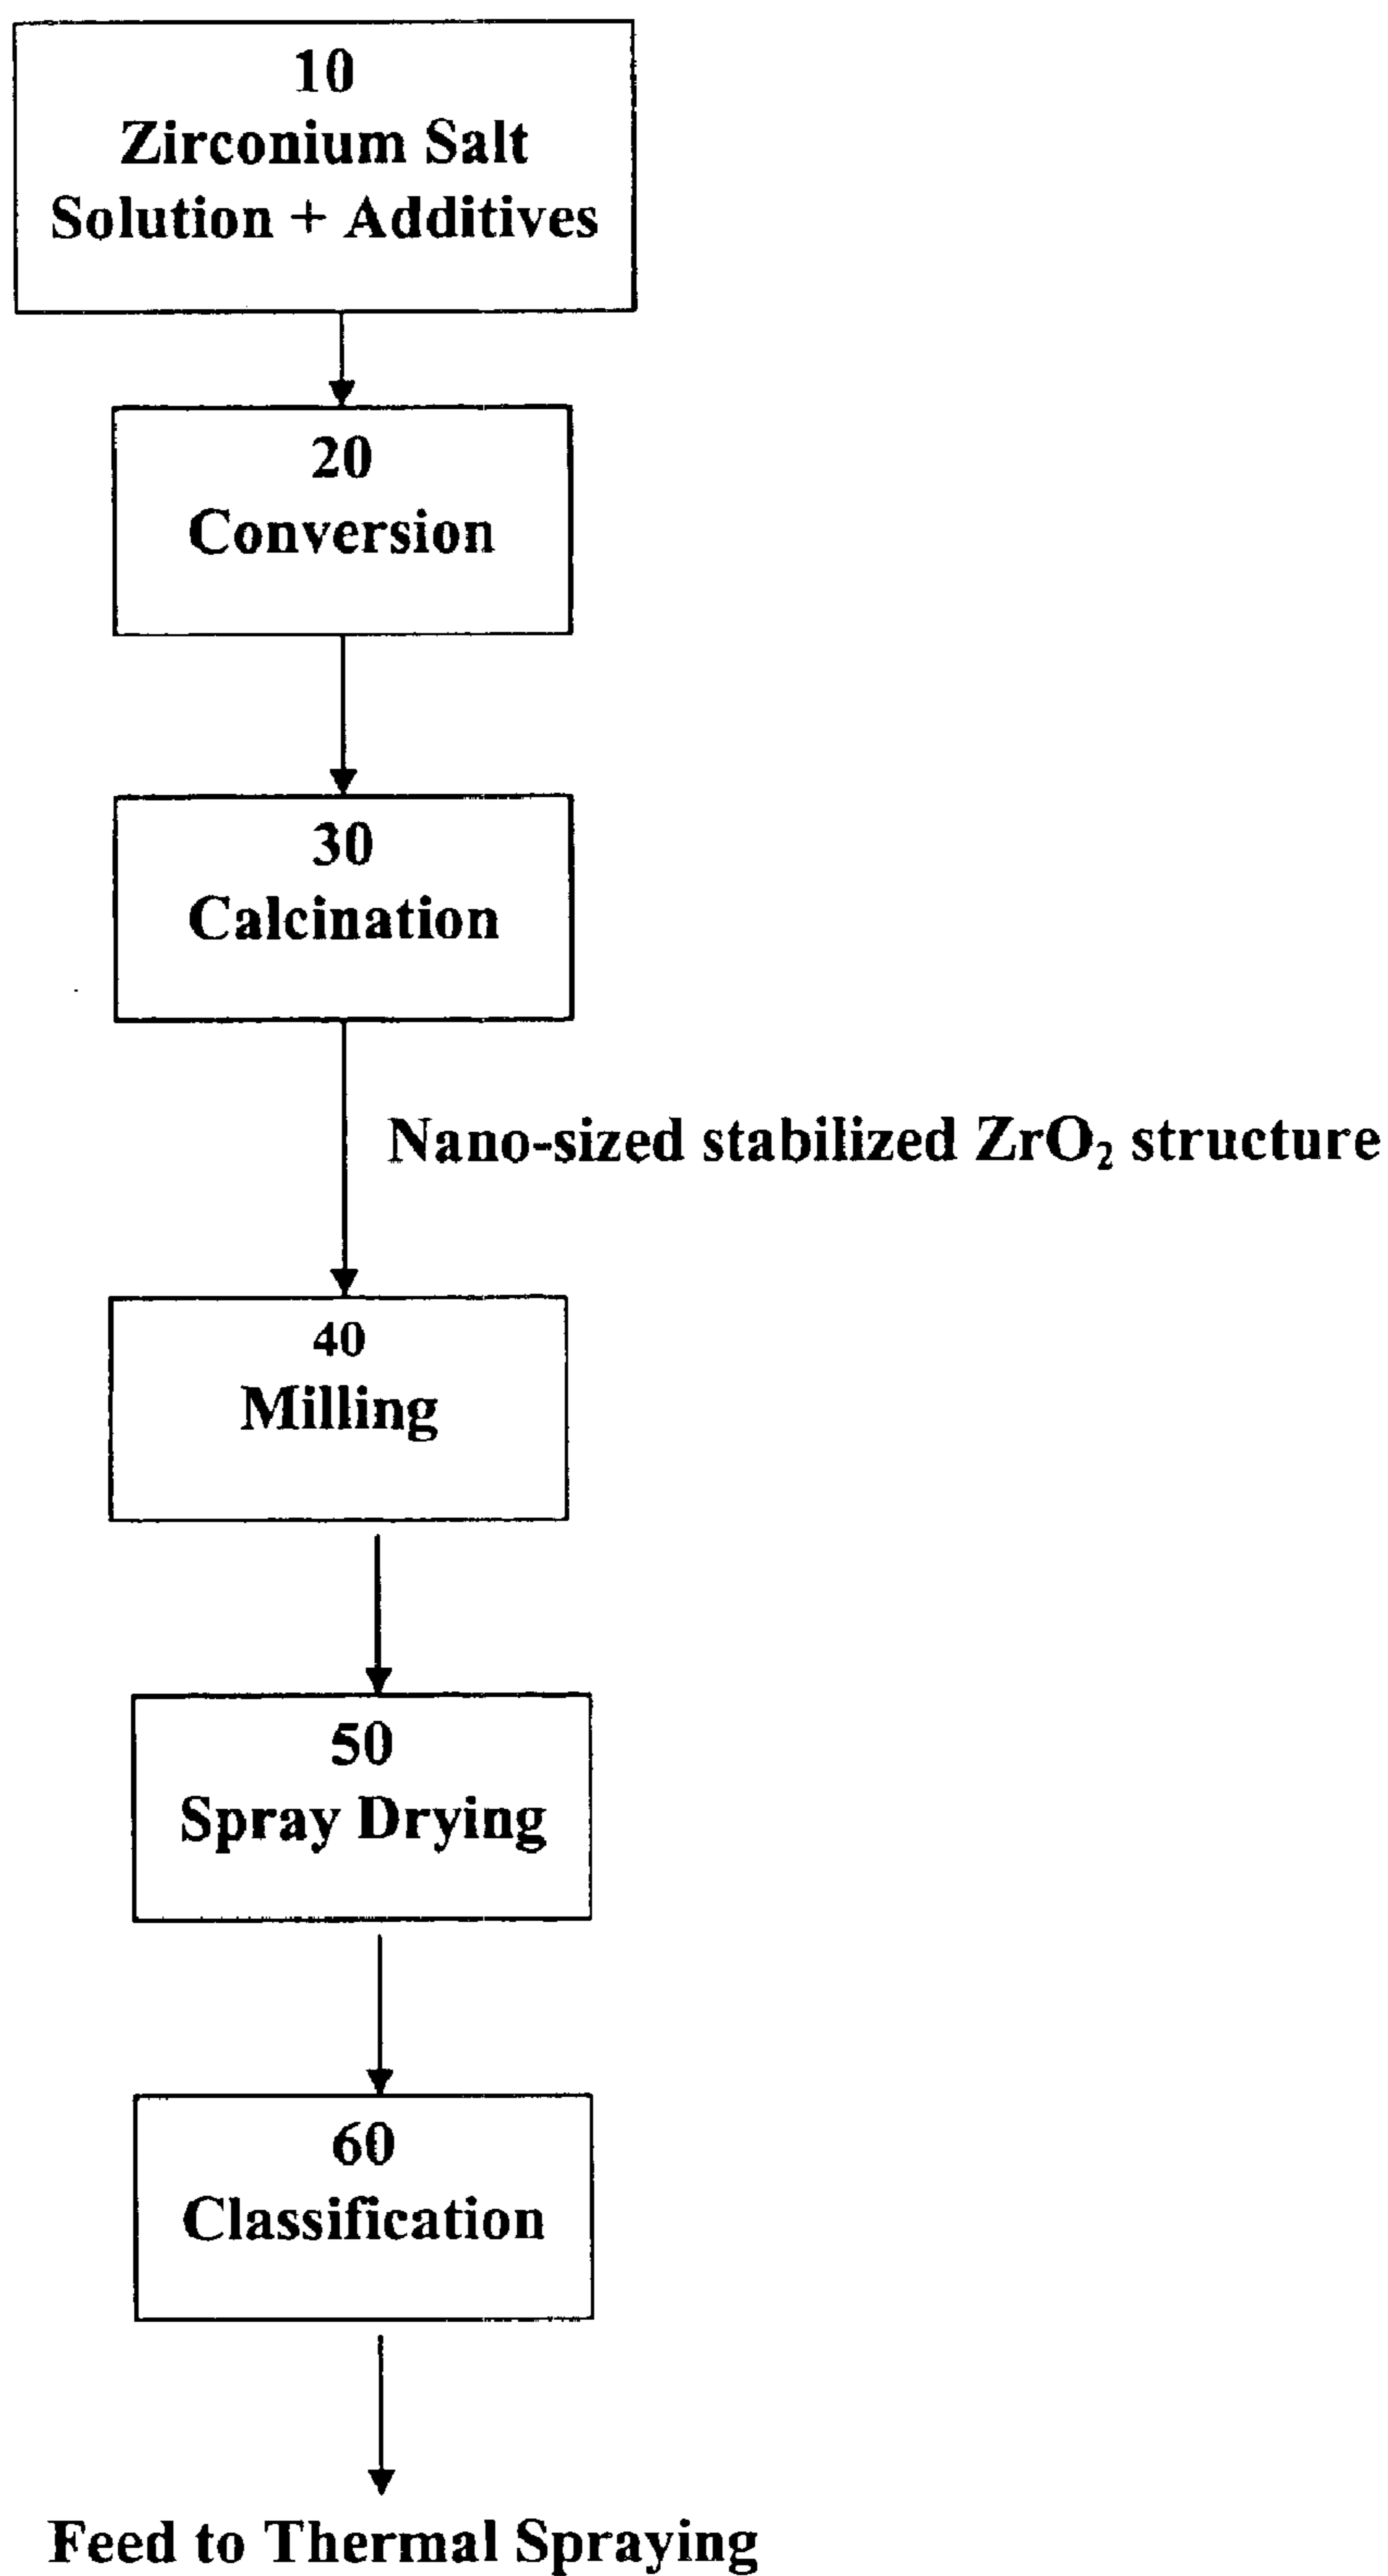 10
Zirconium Salt
Solution + Additives
20
Conversion
30
Calcination
Nano-sized stabilized ZrO₂ structure
40
Milling
50
Spray Drying
60
Classification
Feed to Thermal Spraying